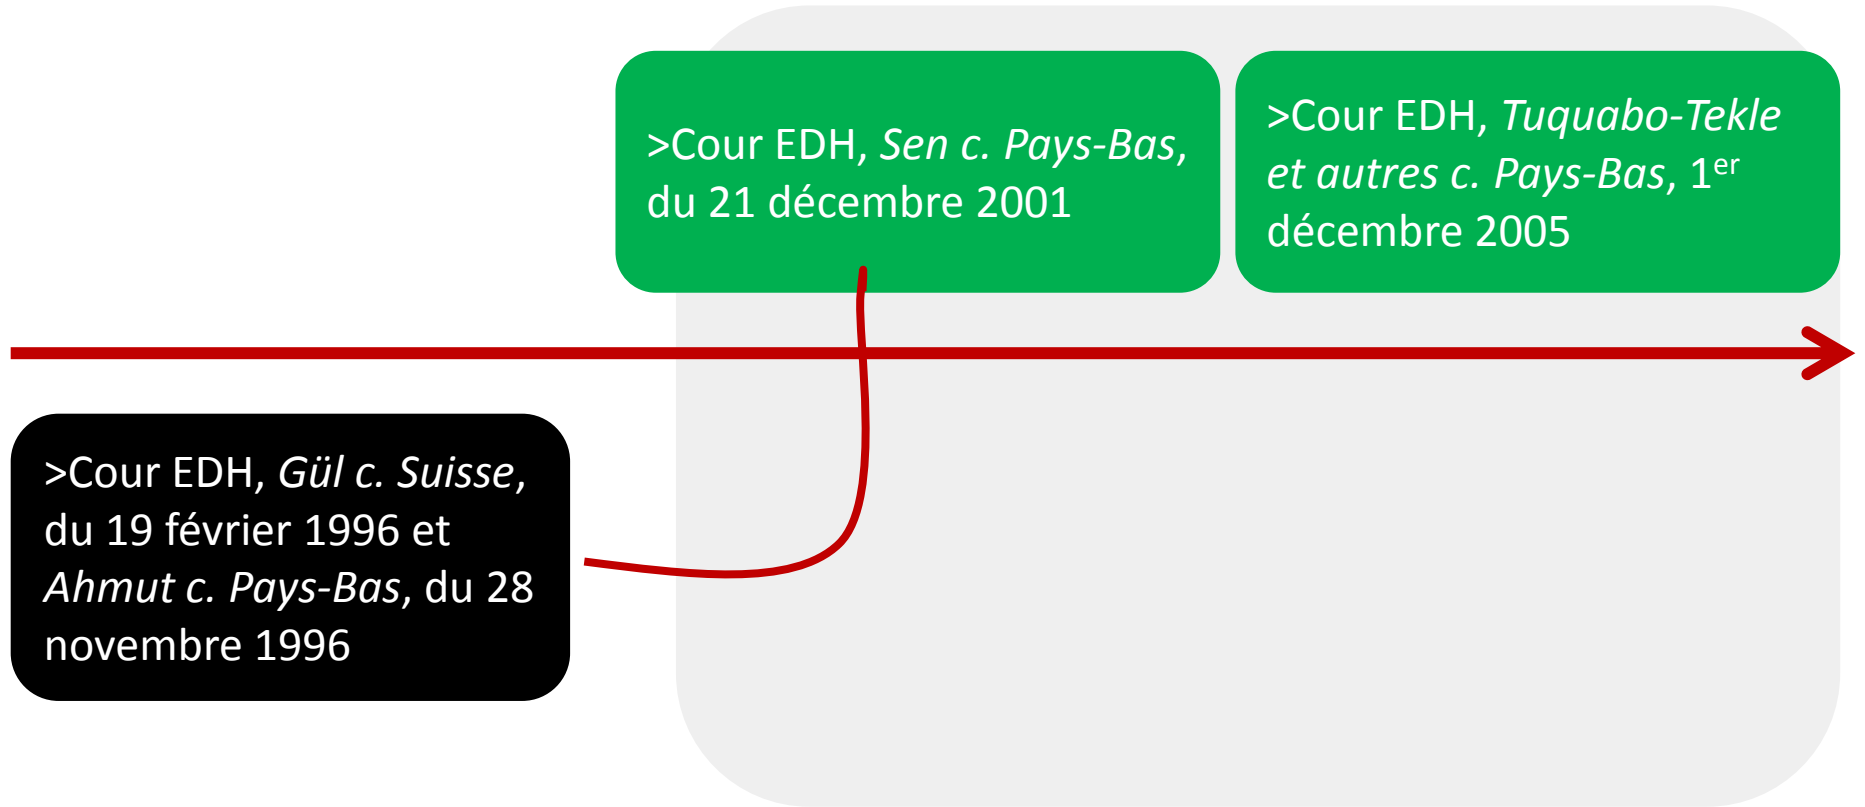 >Cour EDH, Sen c. Pays-Bas,
du 21 décembre 2001
>Cour EDH, Tuquabo-Tekle
et autres c. Pays-Bas, 1er
décembre 2005
>Cour EDH, Gül c. Suisse,
du 19 février 1996 et
Ahmut c. Pays-Bas, du 28
novembre 1996